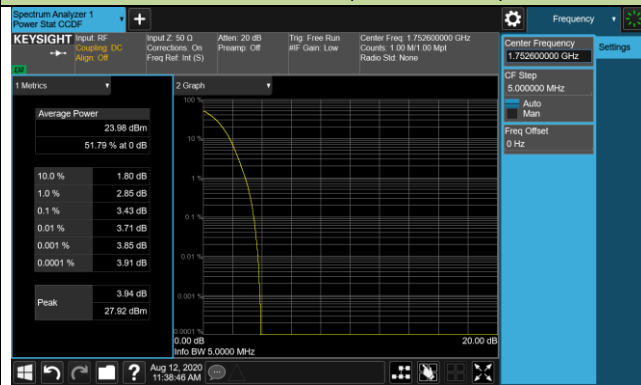 Spectrum Analyzer 1
Power Stat CCDF
+
Frequency
KEYSIGHT
Input: RF
Coupling: DC
Align: Off
Input Z: 50 Ω
Corrections: On
Freq Ref: Int (S)
Atten: 20 dB
Preamp: Off
Trig: Free Run
#IF Gain: Low
Center Freq: 1.752600000 GHz
Counts: 1.00 M/1.00 Mpt
Radio Std: None
Center Frequency
1.752600000 GHz
Settings
CF Step
5.000000 MHz
Auto
Man
Freq Offset
0 Hz
1 Metrics
2 Graph
Average Power
23.98 dBm
51.79 % at 0 dB
10.0 % 1.80 dB
1.0 % 2.85 dB
0.1 % 3.43 dB
0.01 % 3.71 dB
0.001 % 3.85 dB
0.0001 % 3.91 dB
Peak
3.94 dB
27.92 dBm
100 %
10 %
1 %
0.1 %
0.01 %
0.001 %
0.0001 %
0.00 dB
20.00 dB
Info BW 5.0000 MHz
?
Aug 12, 2020
11:38:46 AM